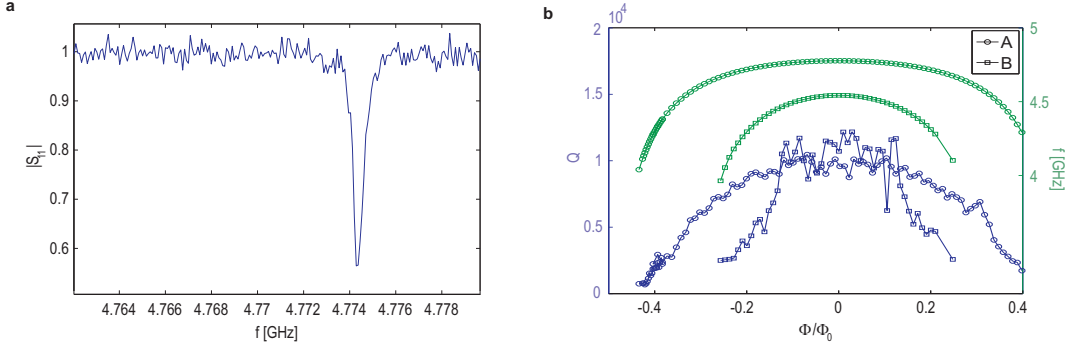 a
1
0.9
0.8
0.7
0.6
|S11|
4.764 4.766 4.768 4.77 4.772 4.774 4.776 4.778
f [GHz]
b
2 x 10^4
1.5
1
0.5
0
Q
-0.4 -0.2 0 0.2 0.4
Φ/Φ0
5
4.5
4
f [GHz]
A
B